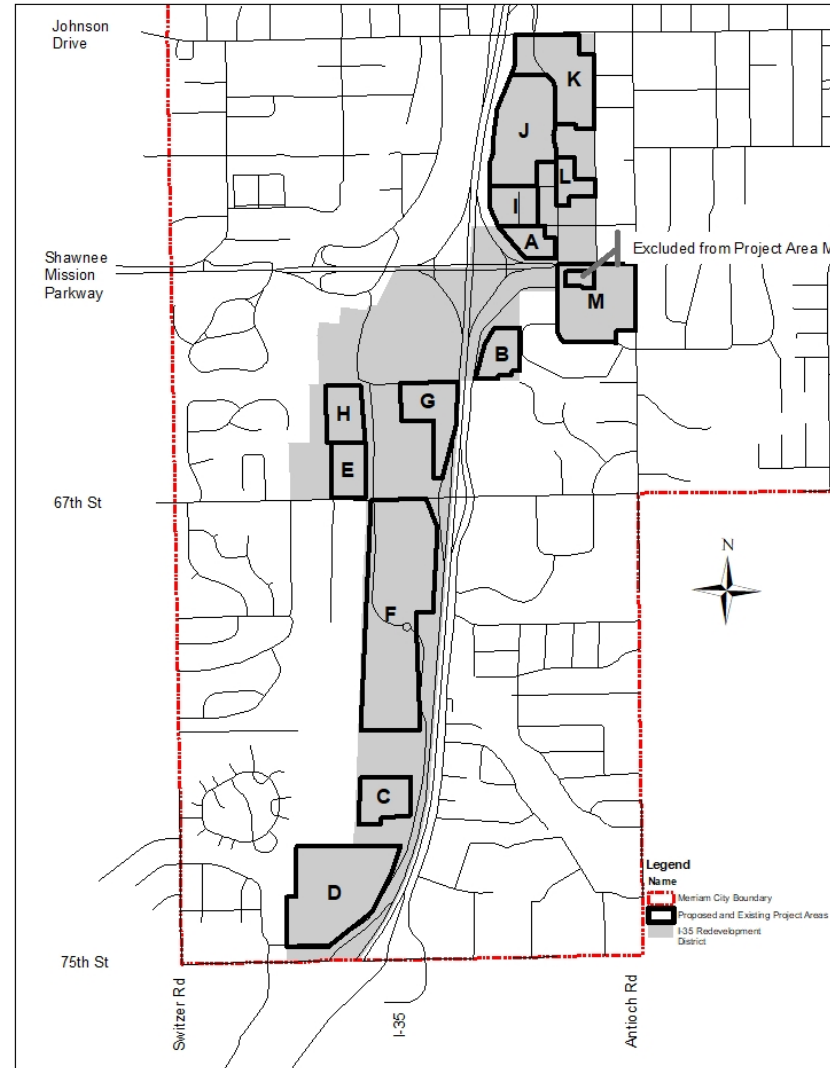 Johnson
Drive
K
J
L
I
A
Shawnee
Mission
Parkway
Excluded from Project Area M
M
B
H
G
E
67th St
N
F
C
D
Legend
Name
Merriam City Boundary
Proposed and Existing Project Areas
I-35 Redevelopment
District
75th St
Switzer Rd
I-35
Antioch Rd